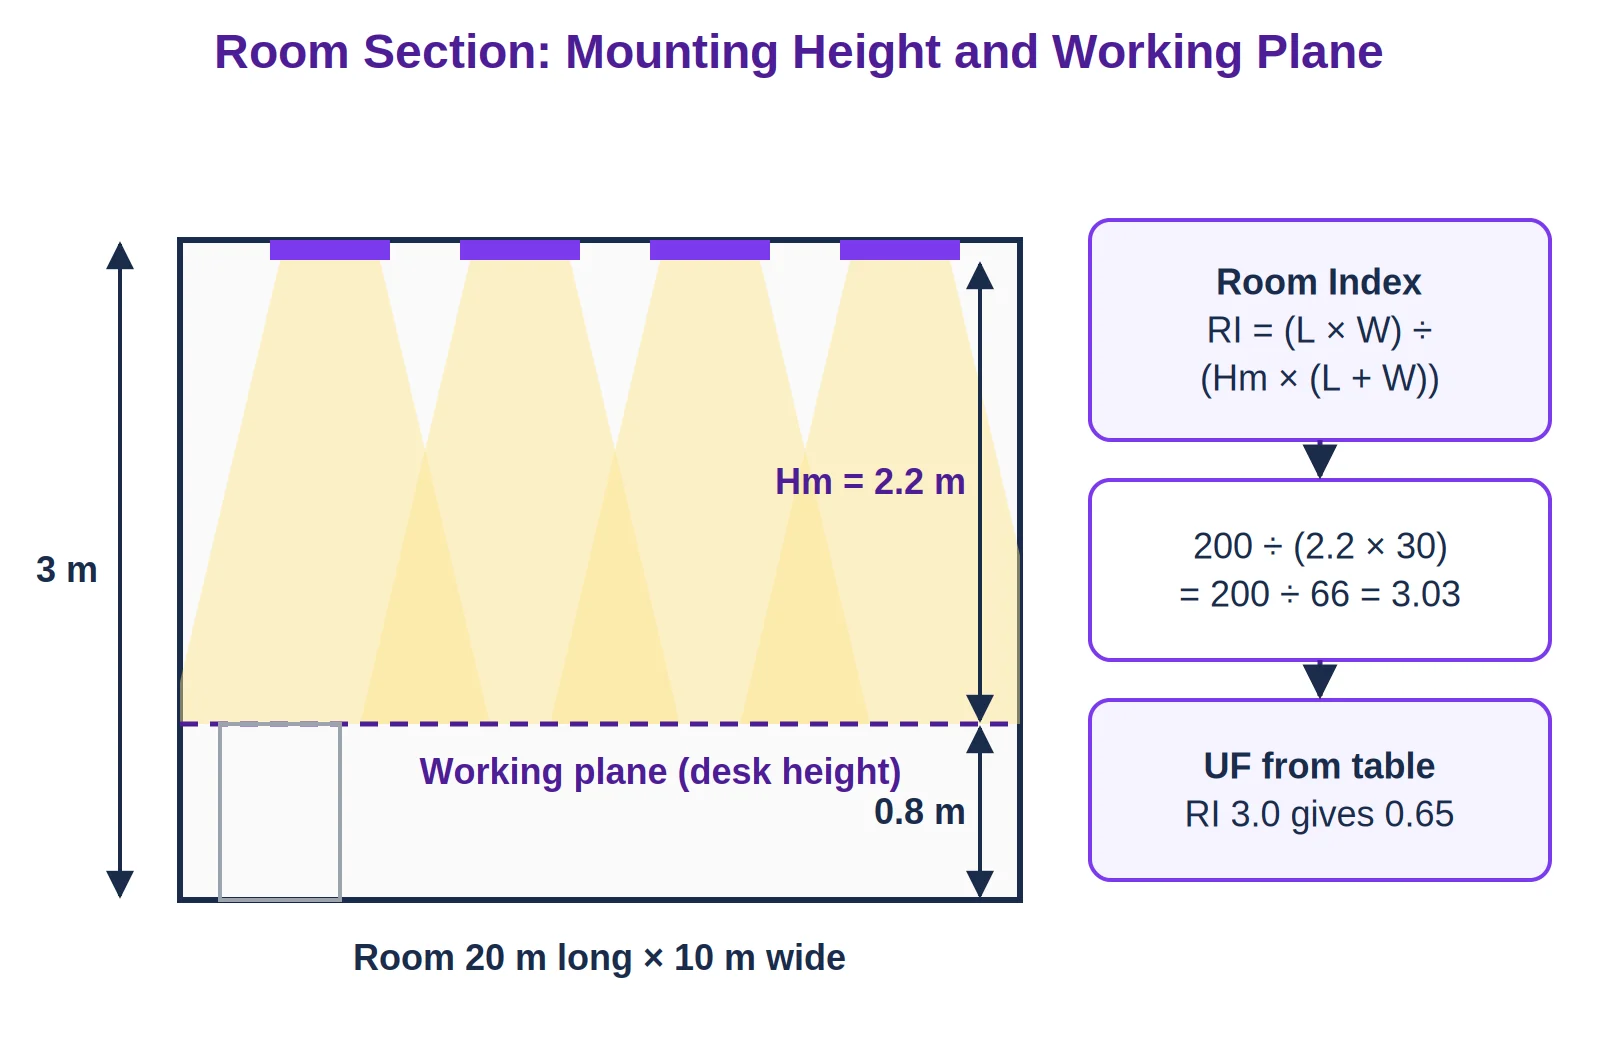 Room Section: Mounting Height and Working Plane
3 m
Hm = 2.2 m
Working plane (desk height)
0.8 m
Room 20 m long × 10 m wide
Room Index
RI = (L × W) ÷
(Hm × (L + W))
200 ÷ (2.2 × 30)
= 200 ÷ 66 = 3.03
UF from table
RI 3.0 gives 0.65